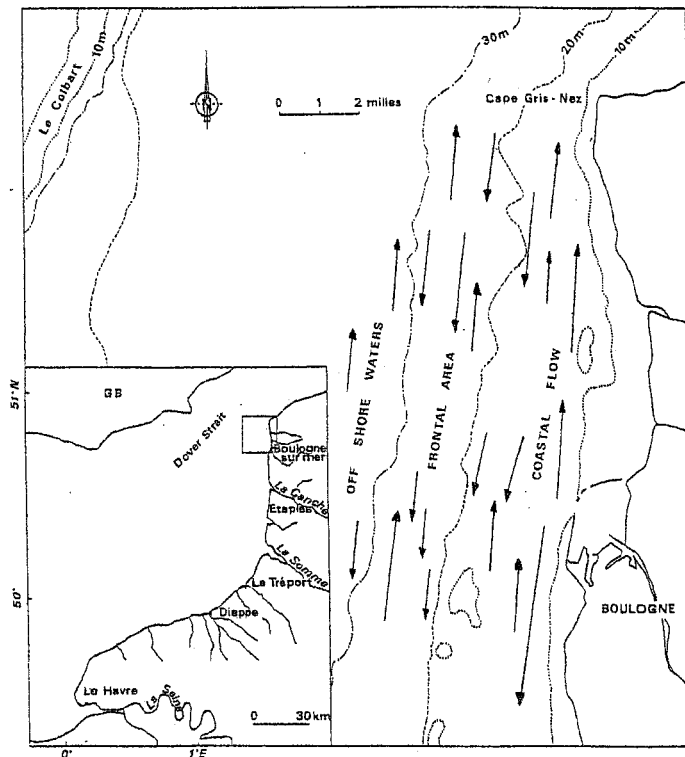 30m
20m
10m
Le Colbart
10m
N
0 1 2 milles
Cape Gris-Nez
OFF SHORE WATERS
FRONTAL AREA
COASTAL FLOW
BOULOGNE
51°N
50°
0°
1°E
GB
Dover Strait
Boulogne
sur mer
La Canche
Etaples
La Somme
Le Tréport
Dieppe
Le Havre
La Seine
0 30km